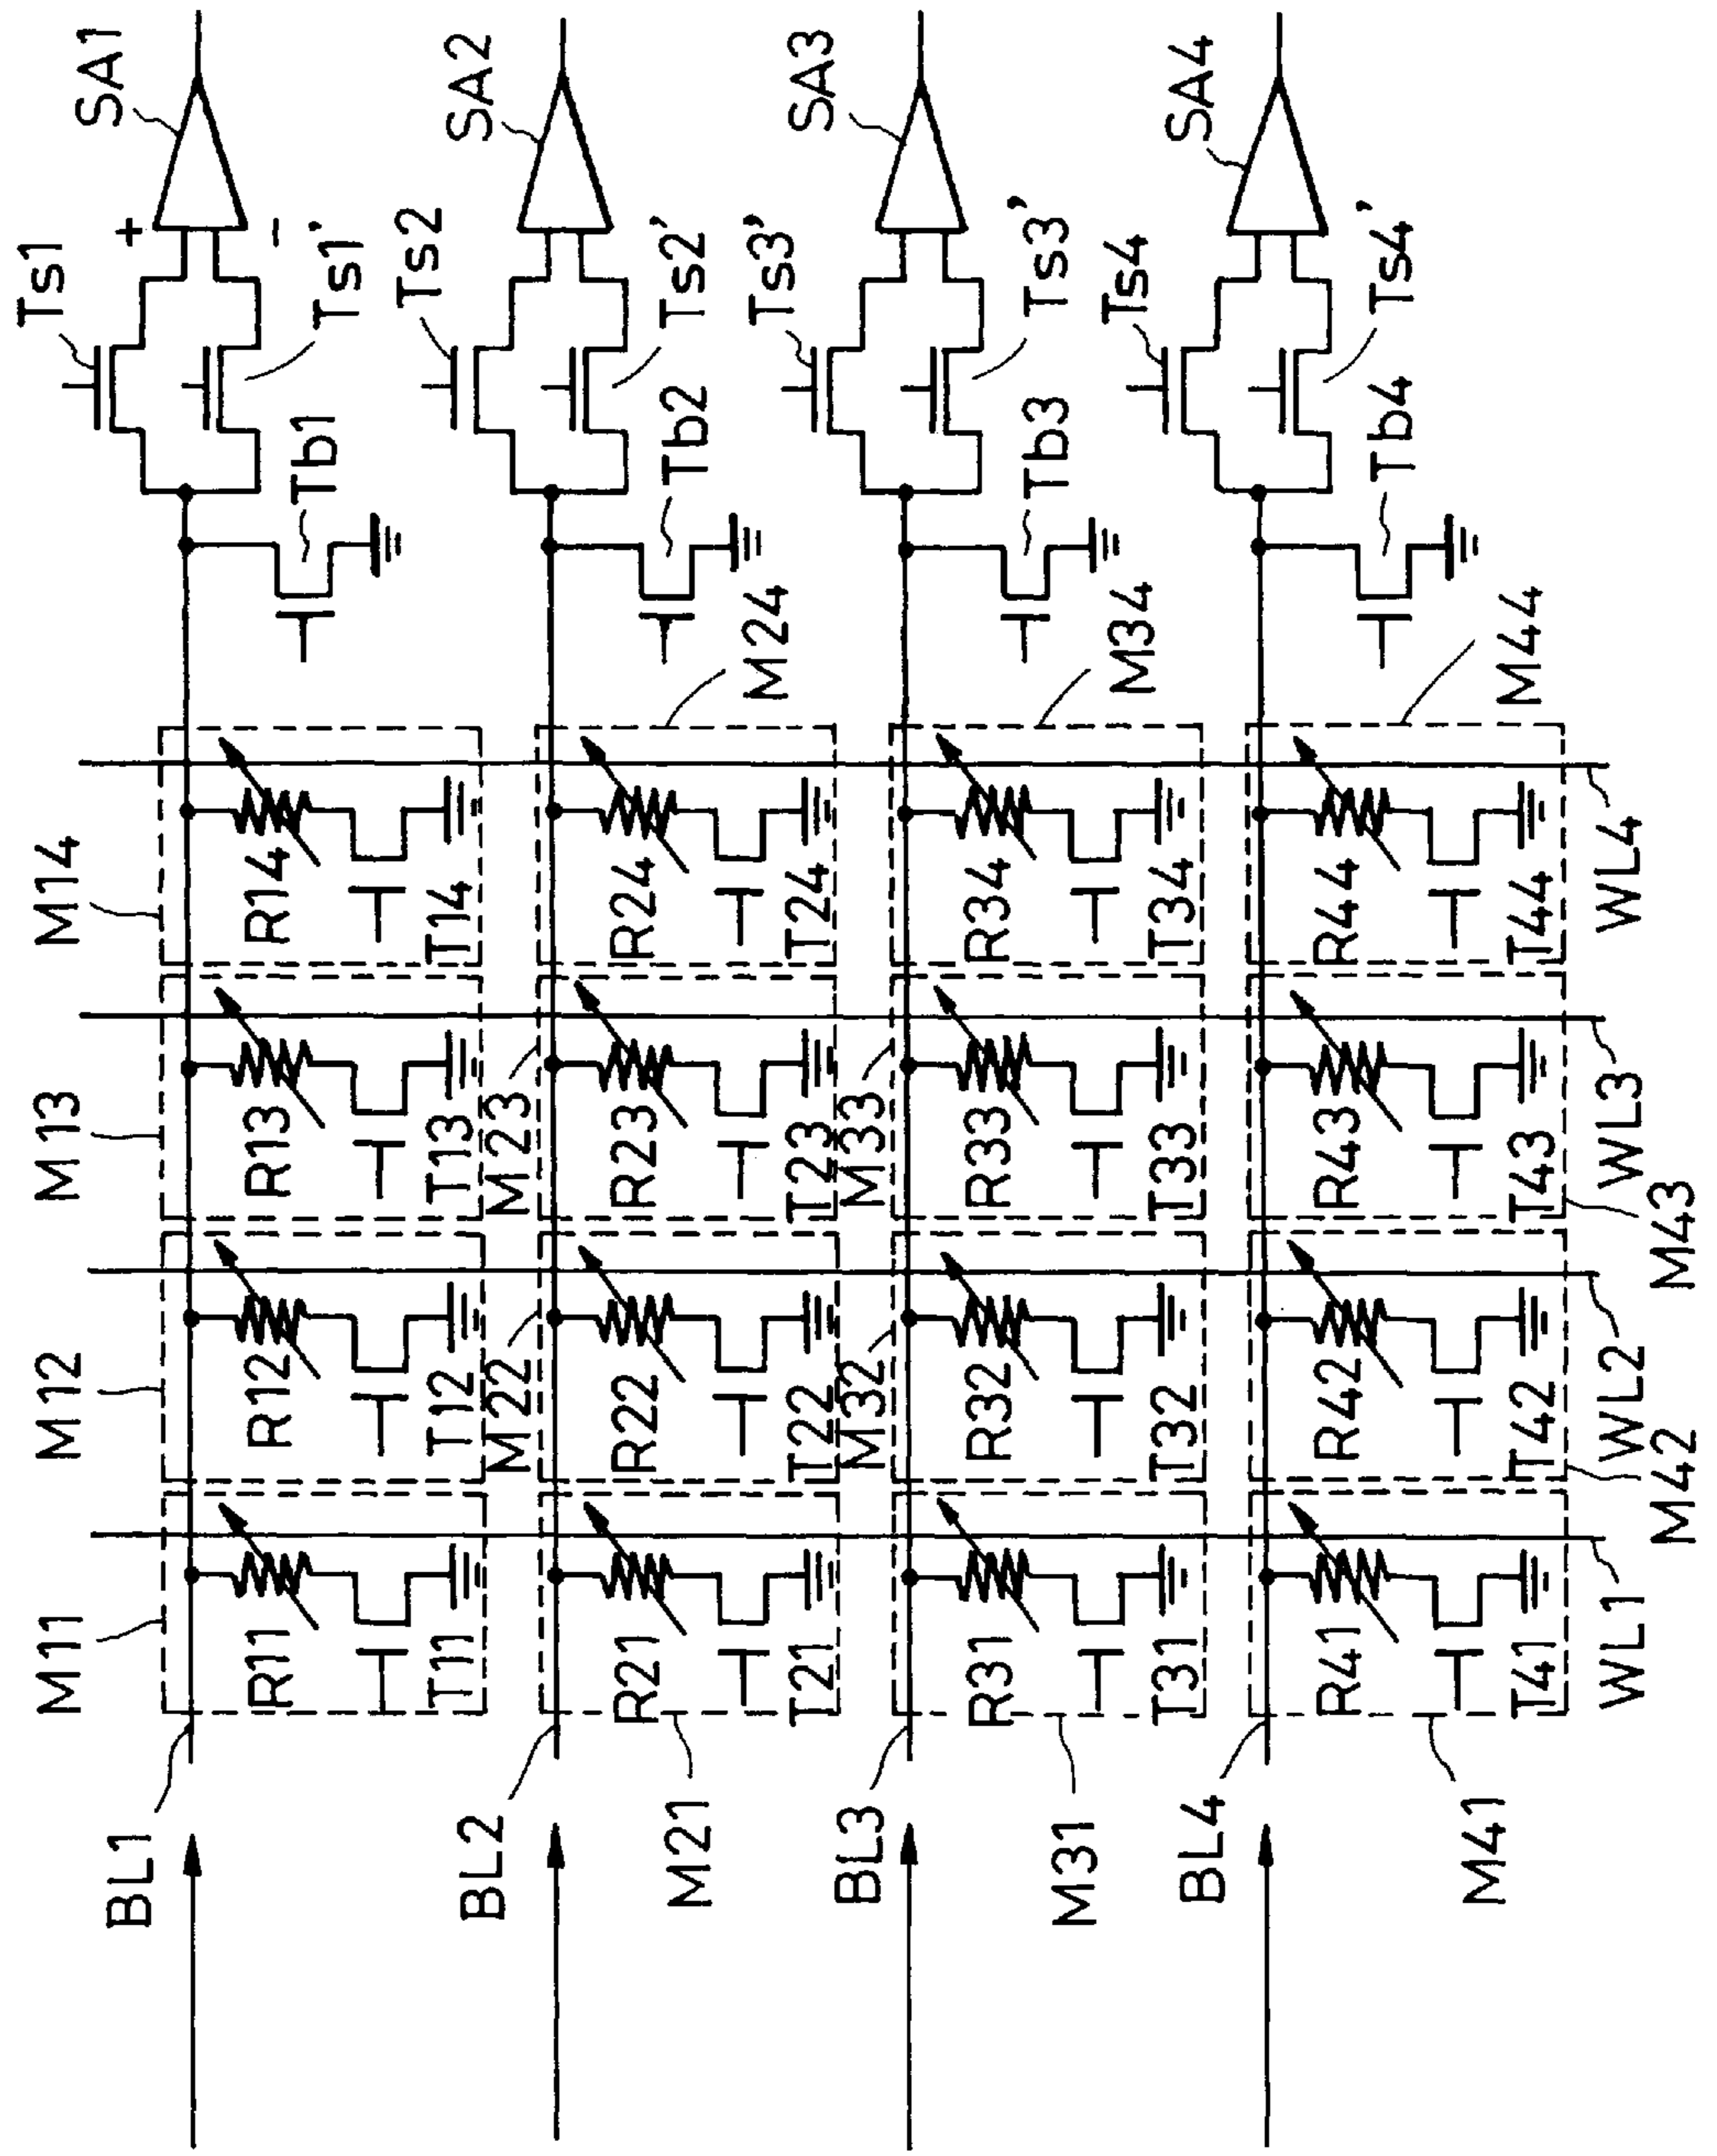 M11
M12
M13
M14
Ts1
BL1
SA1
+
R11
R12
R13
R14
-
Tb1
Ts1'
T11
T12
T13
T14
Ts2
SA2
BL2
M22
M23
R21
R22
R23
R24
M21
Tb2
Ts2'
M24
Ts3'
T21
T22
T23
T24
SA3
BL3
M32
M33
R31
R32
R33
R34
Tb3
Ts3'
M31
M34
Ts4
T31
T32
T33
T34
SA4
BL4
R41
R42
R43
R44
Tb4
Ts4'
M41
M44
T41
T42
T43
T44
WL1
WL2
WL3
WL4
M42
M43